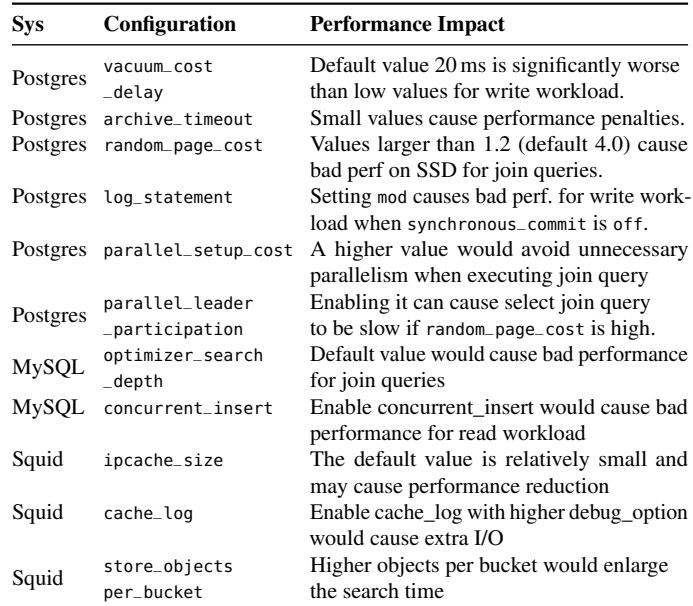 Sys Configuration Performance Impact
Postgres vacuum_cost _delay Default value 20 ms is significantly worse
than low values for write workload.
Postgres archive_timeout Small values cause performance penalties.
Postgres random_page_cost Values larger than 1.2 (default 4.0) cause
bad perf on SSD for join queries.
Postgres log_statement Setting mod causes bad perf. for write work-
load when synchronous_commit is off.
Postgres parallel_setup_cost A higher value would avoid unnecessary
parallelism when executing join query
Postgres parallel_leader _participation Enabling it can cause select join query
to be slow if random_page_cost is high.
MySQL optimizer_search _depth Default value would cause bad performance
for join queries
MySQL concurrent_insert Enable concurrent_insert would cause bad
performance for read workload
Squid ipcache_size The default value is relatively small and
may cause performance reduction
Squid cache_log Enable cache_log with higher debug_option
would cause extra I/O
Squid store_objects per_bucket Higher objects per bucket would enlarge
the search time